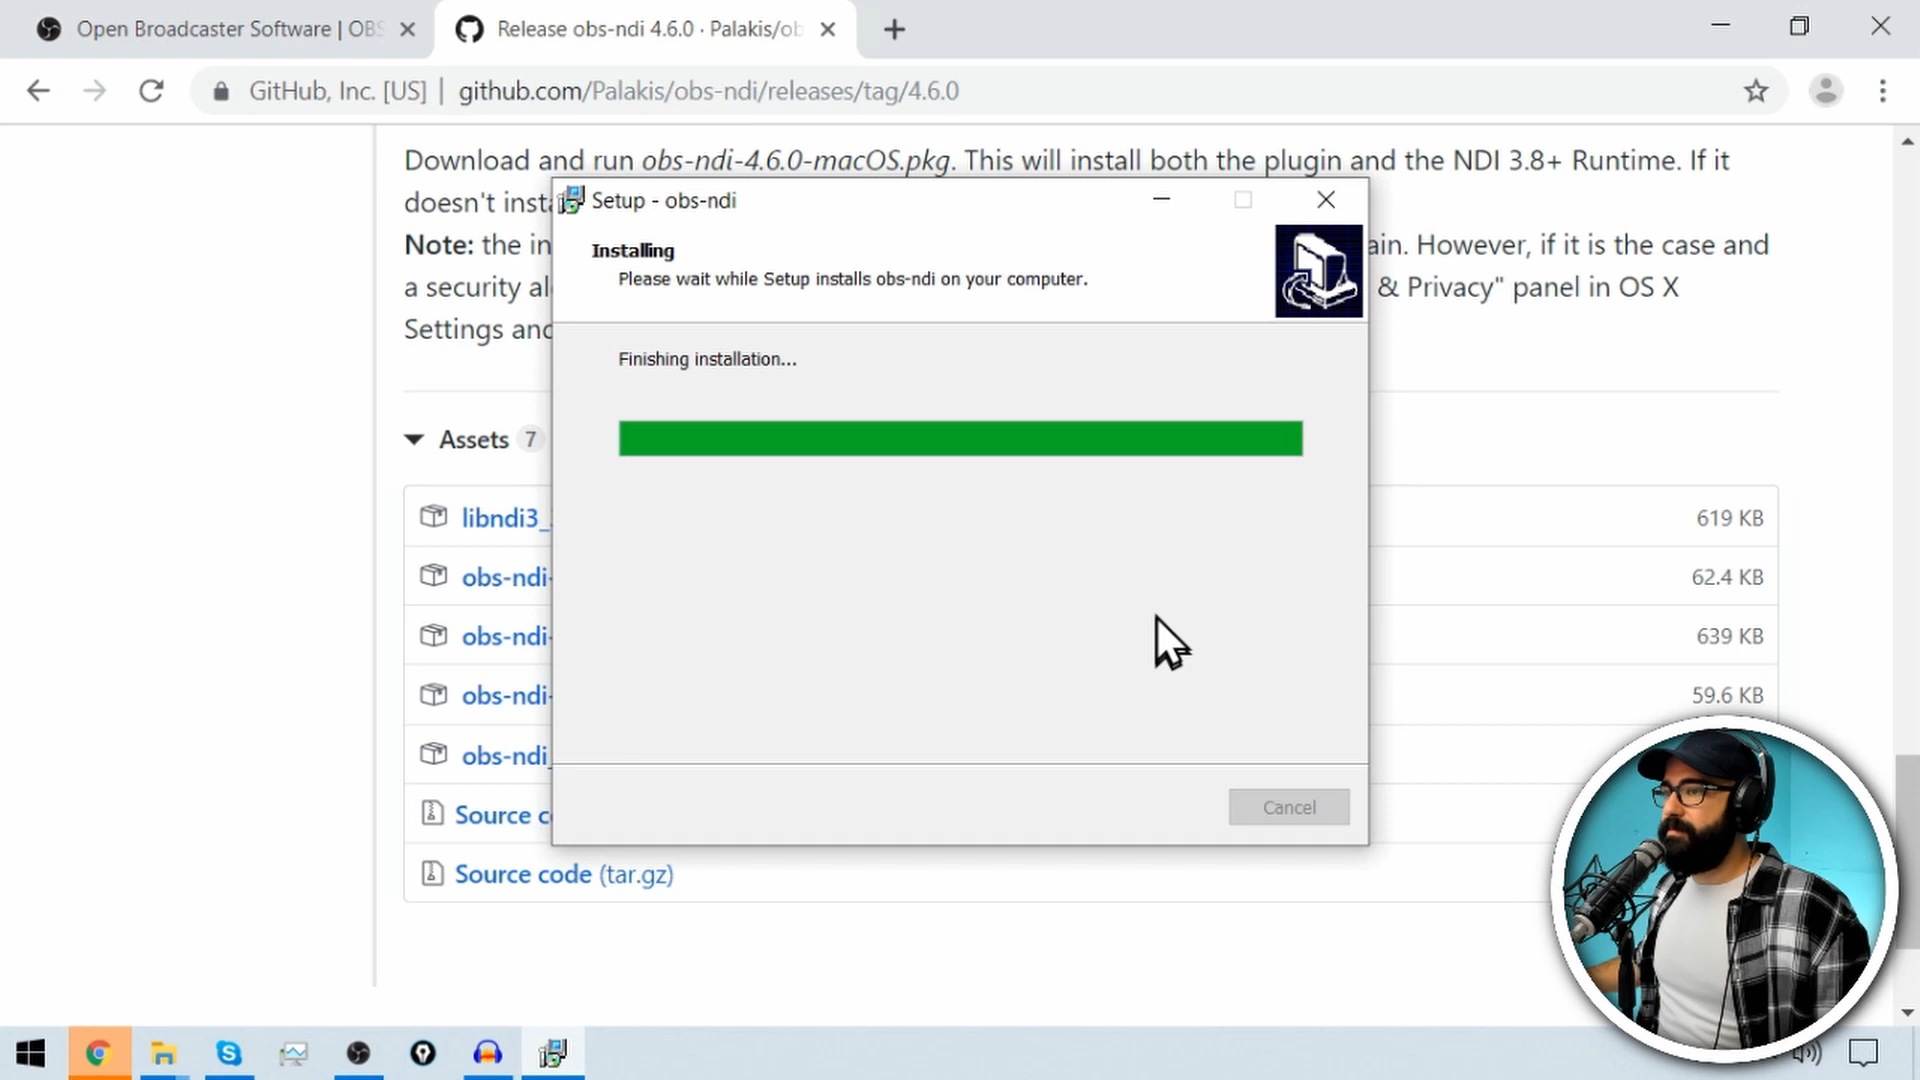 Open Broadcaster Software | OBS
Release obs-ndi 4.6.0 · Palakis/ob
GitHub, Inc. [US] | github.com/Palakis/obs-ndi/releases/tag/4.6.0
Download and run obs-ndi-4.6.0-macOS.pkg. This will install both the plugin and the NDI 3.8+ Runtime. If it
doesn't insta
Setup - obs-ndi
Note: the in
ain. However, if it is the case and
Installing
Please wait while Setup installs obs-ndi on your computer.
a security al
& Privacy" panel in OS X
Settings and
Finishing installation...
Assets 7
libndi3_
619 KB
obs-ndi-
62.4 KB
obs-ndi-
639 KB
obs-ndi-
59.6 KB
obs-ndi_
Source co
Cancel
Source code (tar.gz)